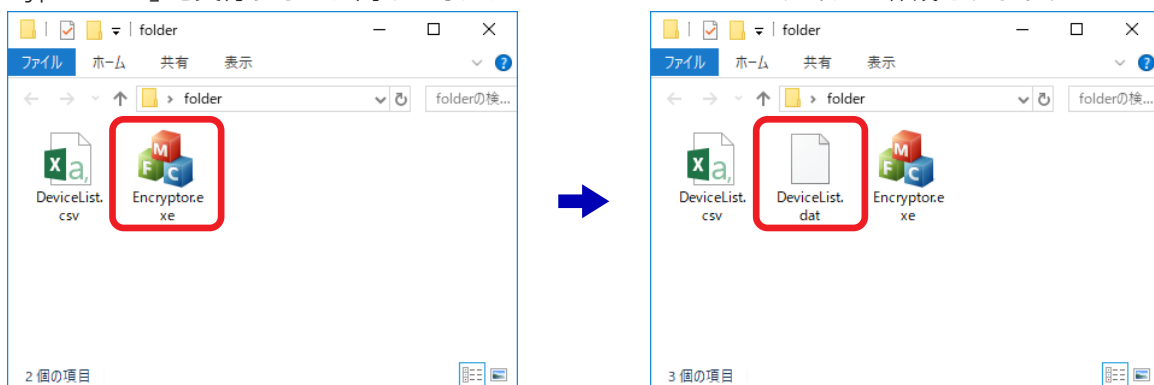 folder
ファイル ホーム 共有 表示
folder
folderの検...
DeviceList.
csv
Encryptor.e
xe
2 個の項目
folder
ファイル ホーム 共有 表示
folder
folderの検...
DeviceList.
csv
DeviceList.
dat
Encryptor.e
xe
3 個の項目